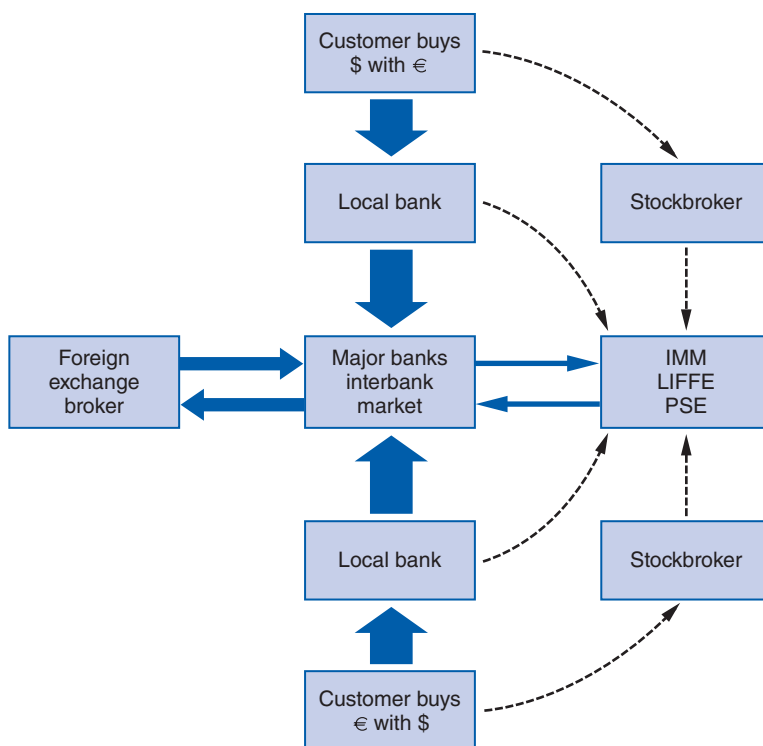 Customer buys
$ with €
Local bank
Stockbroker
Foreign
exchange
broker
Major banks
interbank
market
IMM
LIFFE
PSE
Local bank
Stockbroker
Customer buys
€ with $